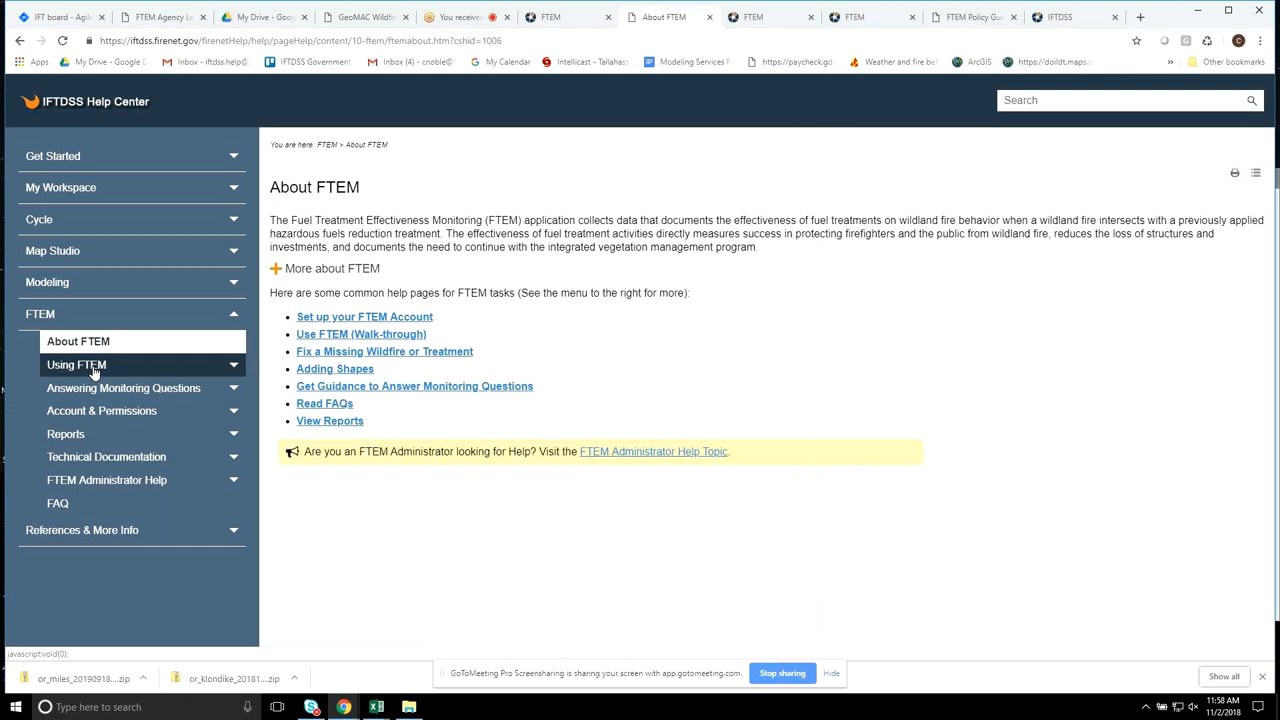 IFT board - Agile
FTEM Agency Le
My Drive - Goog
GeoMAC Wildfir
You receive
FTEM
About FTEM
FTEM
FTEM
FTEM Policy Gui
IFTDSS
https://iftdss.firenet.gov/firenetHelp/help/pageHelp/content/10-ftem/ftemabout.htm?cshid=1006
Apps
My Drive - Google D
Inbox - iftdss.help@
IFTDSS Government
Inbox (4) - cnoble@
My Calendar
Intellicast - Tallahass
Modeling Services F
https://paycheck.gd
Weather and fire be
ArcGIS
https://doildt.maps.
Other bookmarks
IFTDSS Help Center
Search
Get Started
My Workspace
Cycle
Map Studio
Modeling
FTEM
About FTEM
Using FTEM
Answering Monitoring Questions
Account & Permissions
Reports
Technical Documentation
FTEM Administrator Help
FAQ
References & More Info
You are here: FTEM > About FTEM
About FTEM
The Fuel Treatment Effectiveness Monitoring (FTEM) application collects data that documents the effectiveness of fuel treatments on wildland fire behavior when a wildland fire intersects with a previously applied
hazardous fuels reduction treatment. The effectiveness of fuel treatment activities directly measures success in protecting firefighters and the public from wildland fire, reduces the loss of structures and
investments, and documents the need to continue with the integrated vegetation management program.
More about FTEM
Here are some common help pages for FTEM tasks (See the menu to the right for more):
• Set up your FTEM Account
• Use FTEM (Walk-through)
• Fix a Missing Wildfire or Treatment
• Adding Shapes
• Get Guidance to Answer Monitoring Questions
• Read FAQs
• View Reports
Are you an FTEM Administrator looking for Help? Visit the FTEM Administrator Help Topic.
javascript:void(0);
or_klondike_20181....zip
GoToMeeting Pro Screensharing is sharing your screen with app.gotomeeting.com.
Stop sharing
Hide
Show all
Type here to search
11:58 AM
11/2/2018